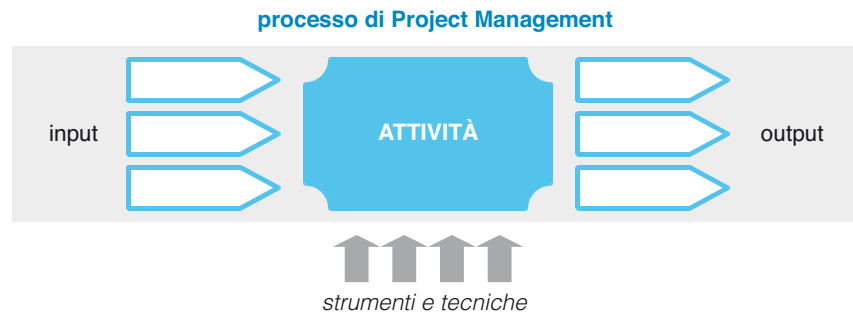 processo di Project Management
input
ATTIVITÀ
output
strumenti e tecniche